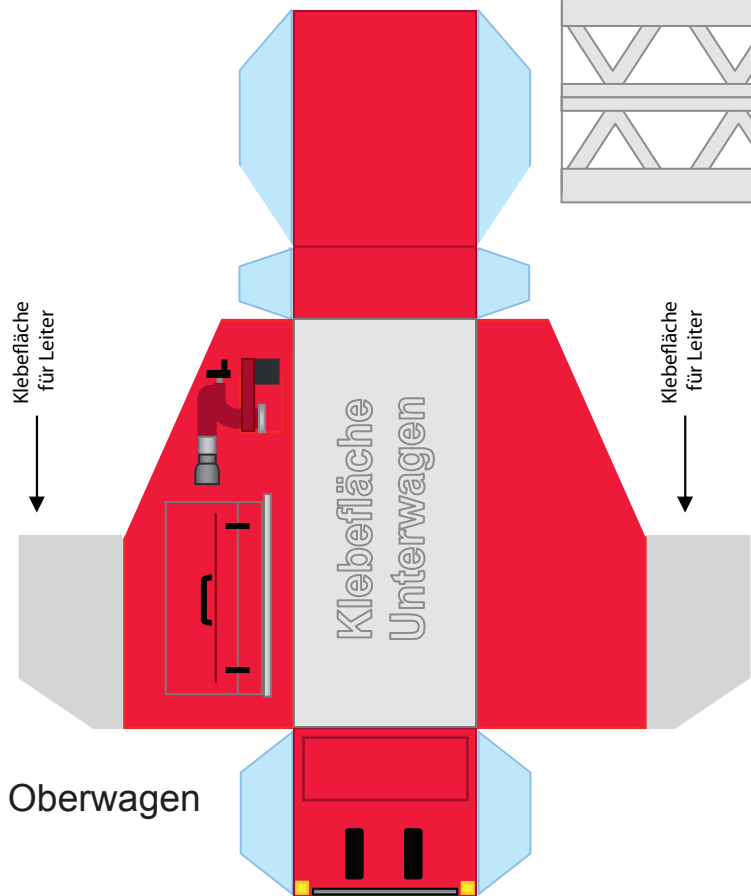 Klebefläche
für Leiter
Klebefläche
für Leiter
Klebefläche
Unterwagen
Oberwagen